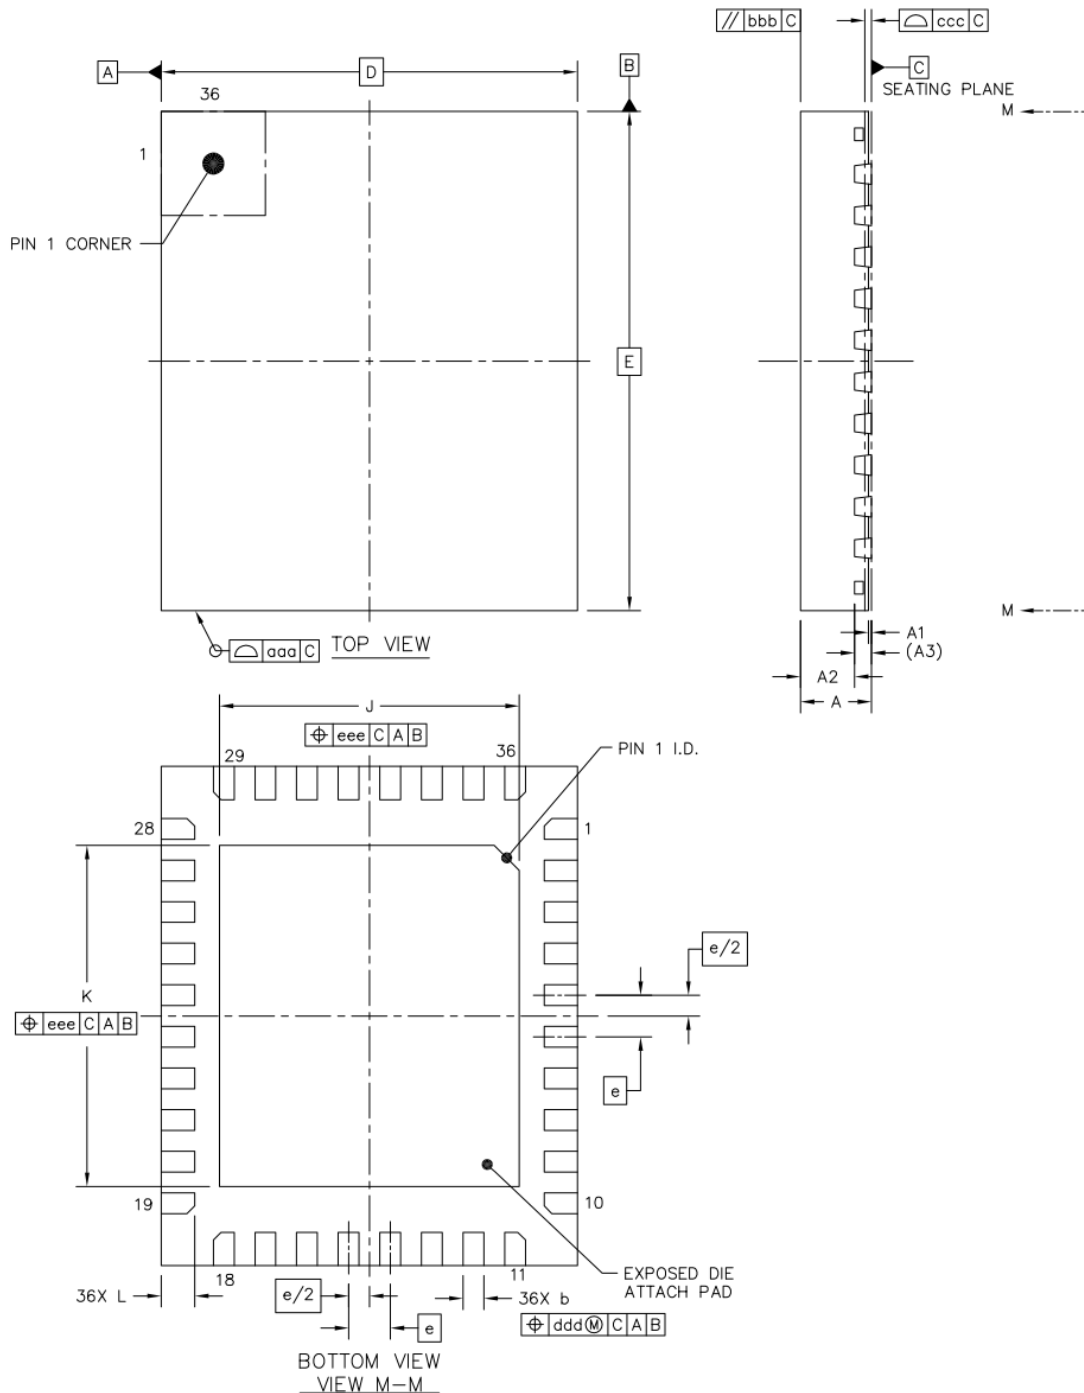 // bbb C
⌓ ccc C
A
D
B
C
SEATING PLANE
36
M
1
PIN 1 CORNER
E
M
A1
(A3)
⌓ aaa C
TOP VIEW
A2
A
J
⌖ eee C A B
29
36
PIN 1 I.D.
28
1
e/2
K
⌖ eee C A B
e
19
10
18
11
EXPOSED DIE
ATTACH PAD
36X L
e/2
36X b
e
⌖ ddd Ⓜ C A B
BOTTOM VIEW
VIEW M-M